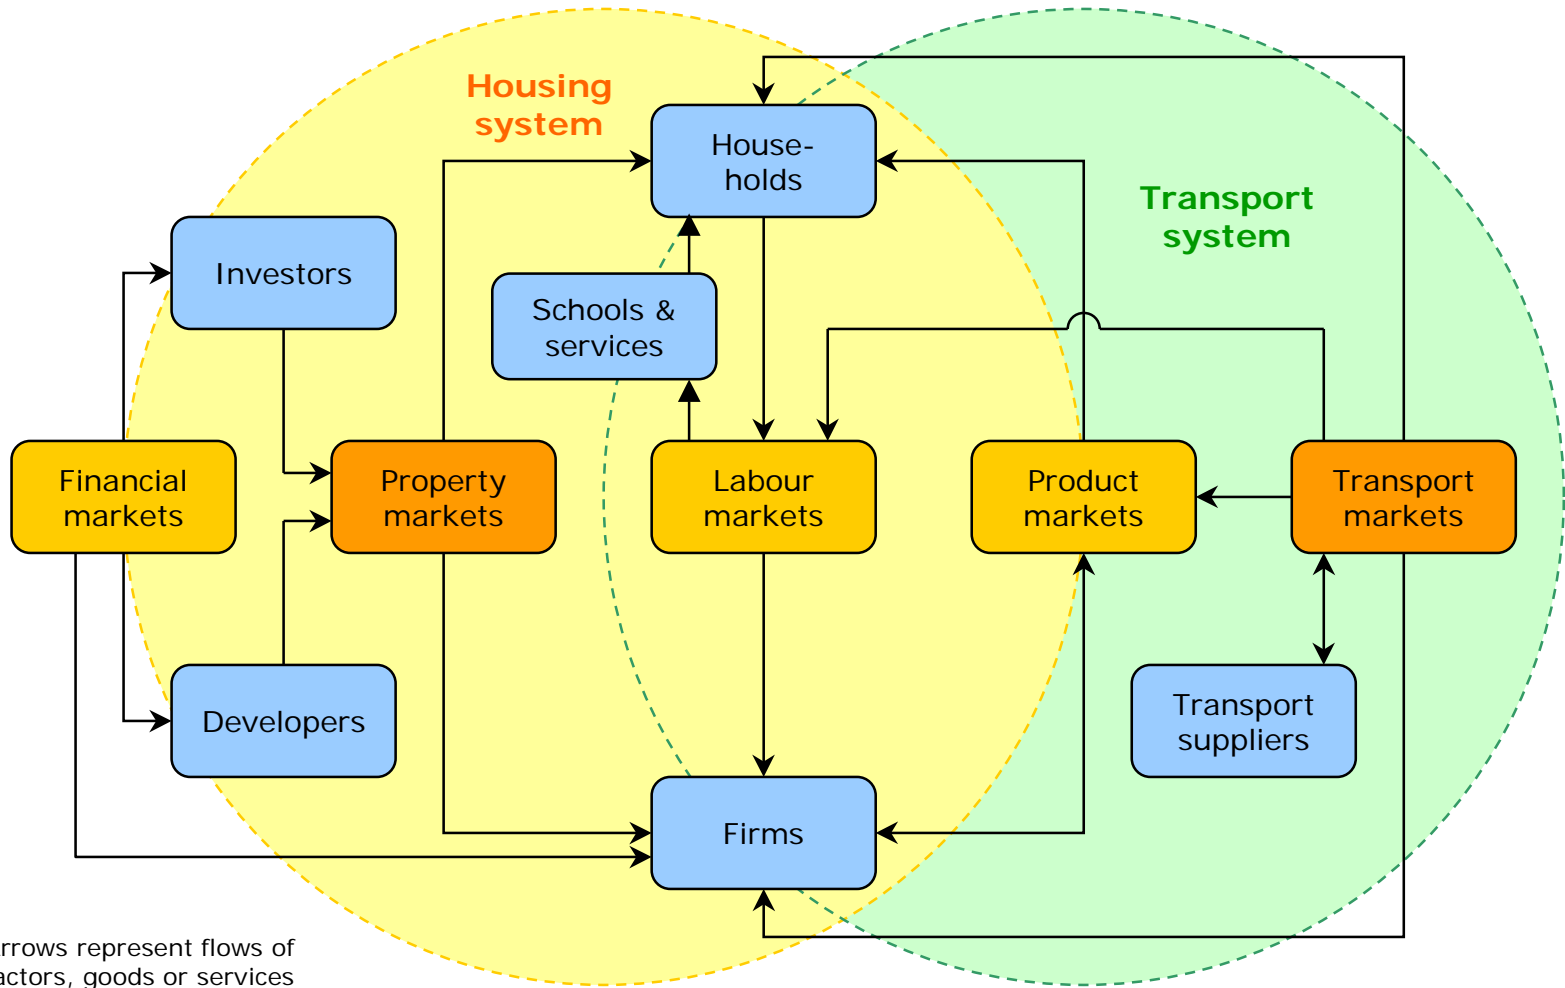 Housing
system
House-
holds
Transport
system
Investors
Schools &
services
Financial
markets
Property
markets
Labour
markets
Product
markets
Transport
markets
Developers
Transport
suppliers
Firms
rrows represent flows of
actors, goods or services